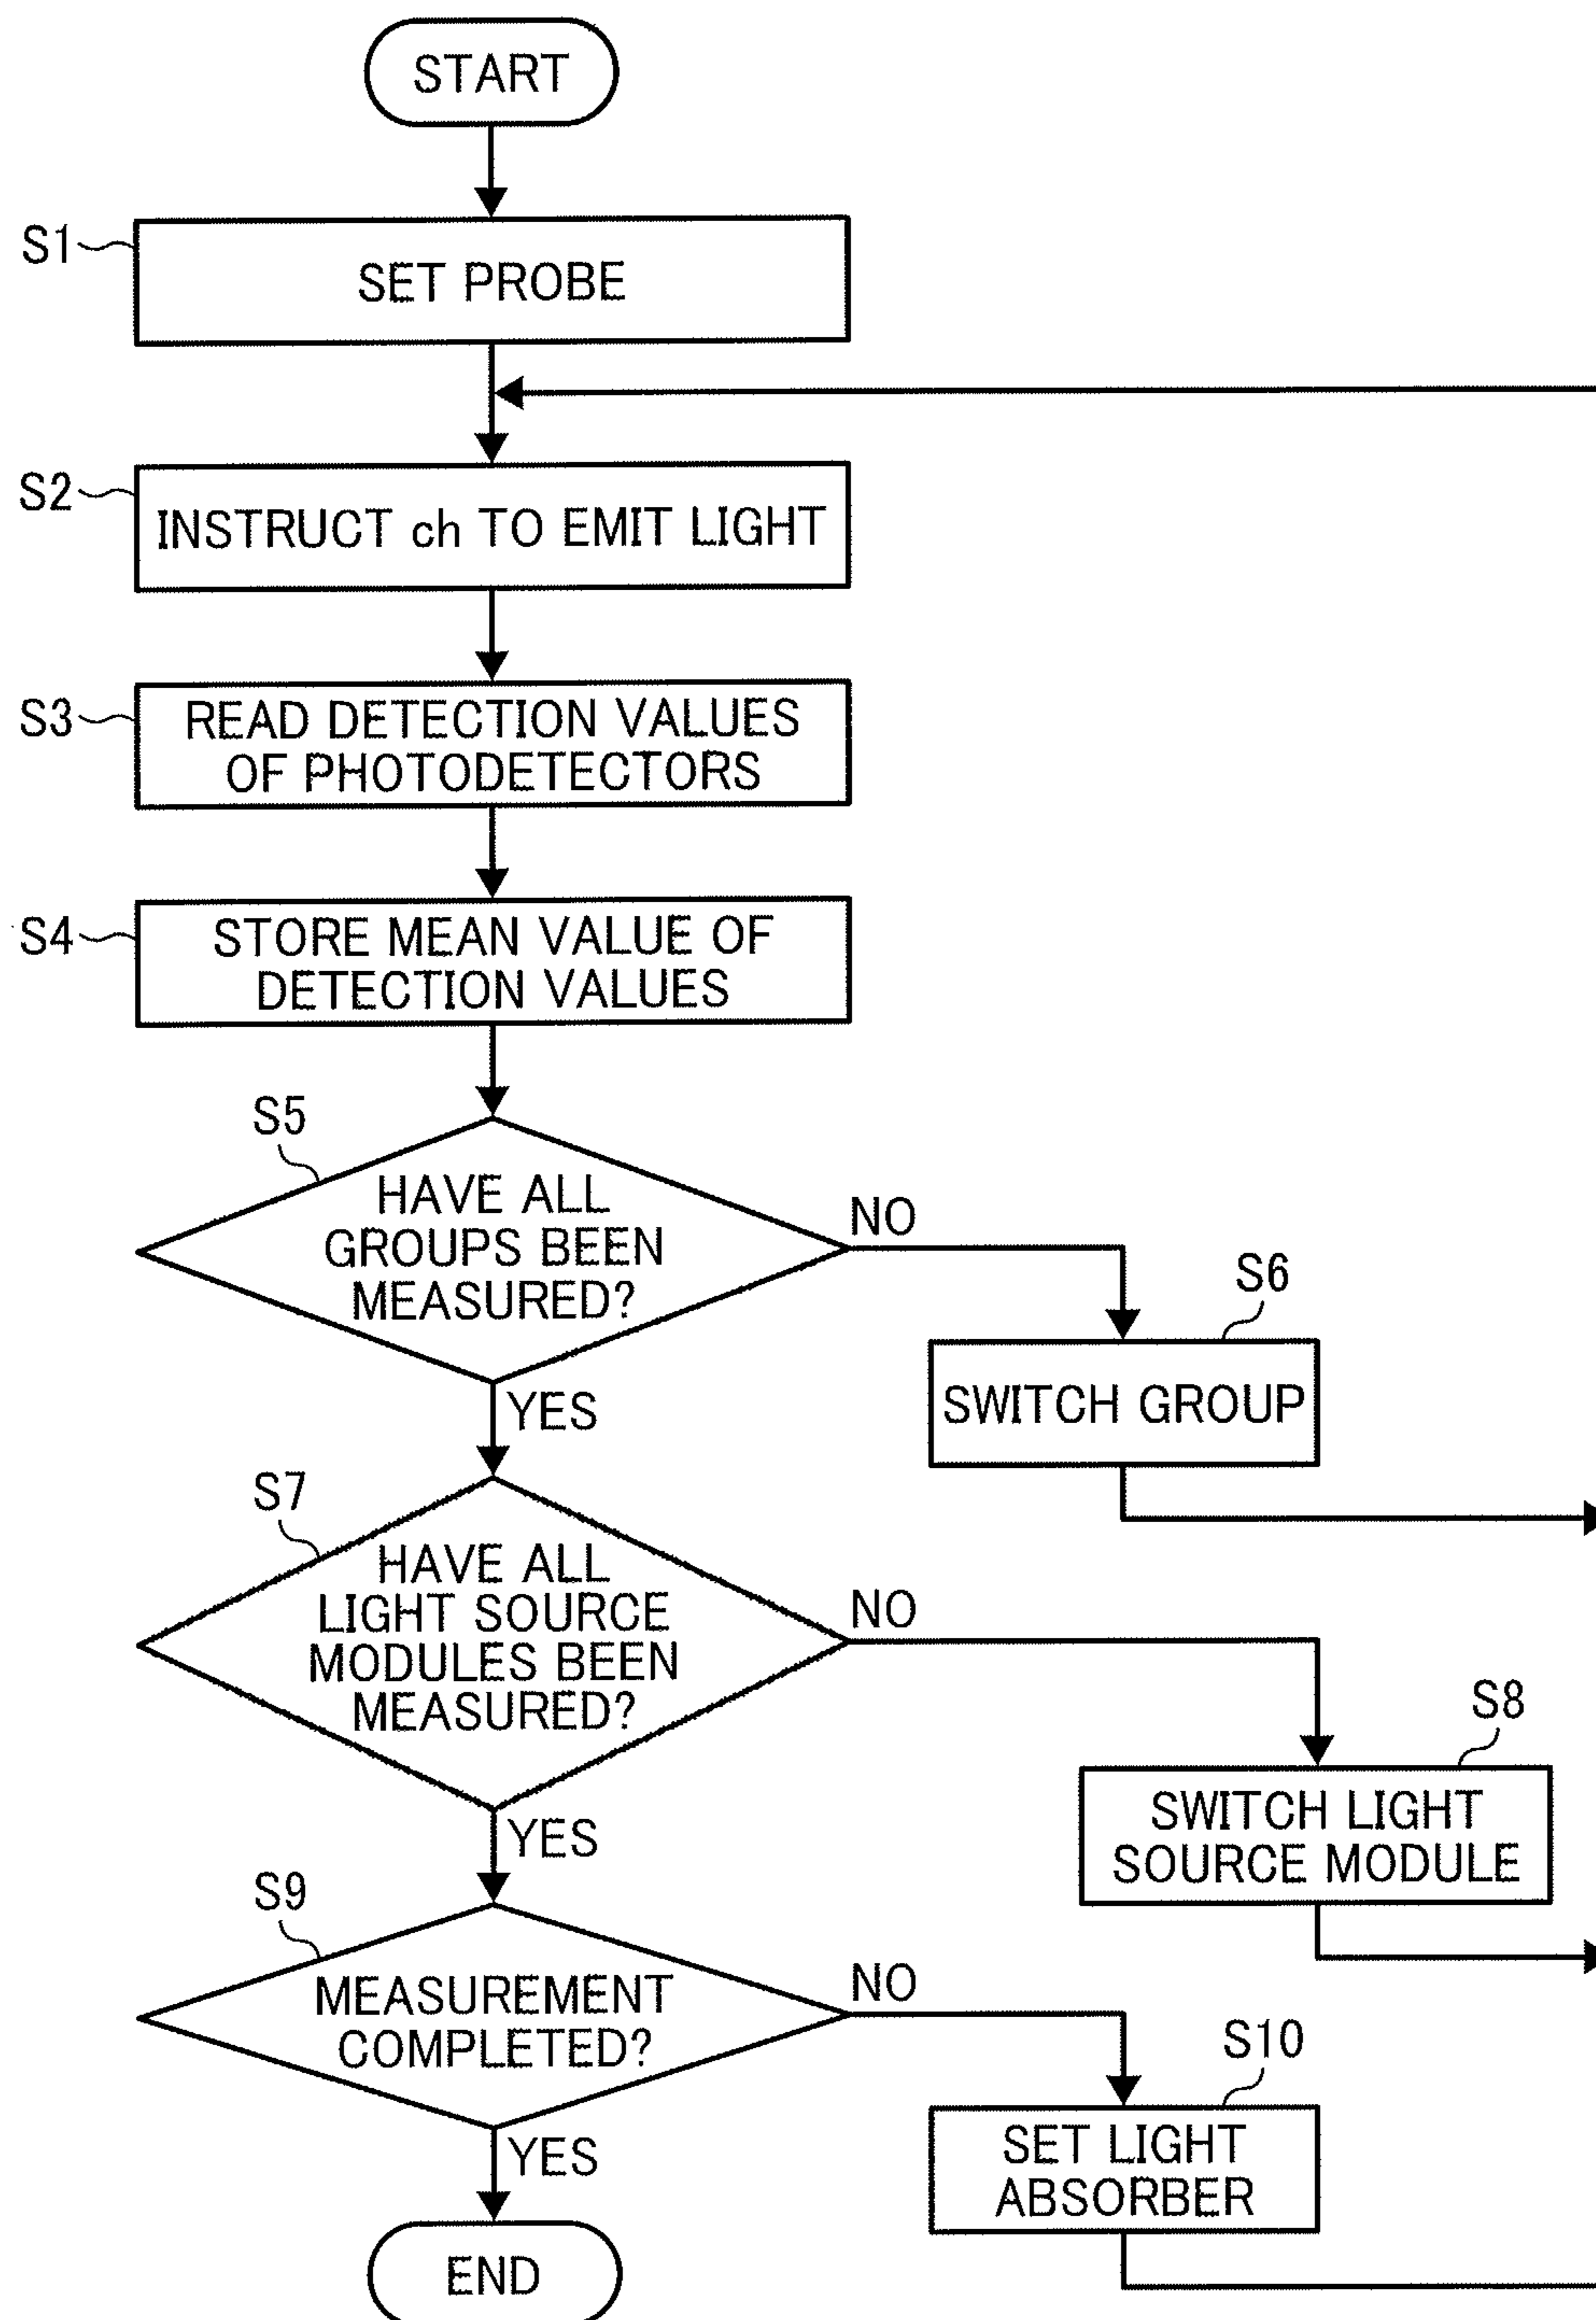 START
S1
SET PROBE
S2
INSTRUCT ch TO EMIT LIGHT
S3
READ DETECTION VALUES
OF PHOTODETECTORS
S4
STORE MEAN VALUE OF
DETECTION VALUES
S5
HAVE ALL
GROUPS BEEN
MEASURED?
NO
S6
SWITCH GROUP
YES
S7
HAVE ALL
LIGHT SOURCE
MODULES BEEN
MEASURED?
NO
S8
SWITCH LIGHT
SOURCE MODULE
YES
S9
MEASUREMENT
COMPLETED?
NO
S10
SET LIGHT
ABSORBER
YES
END